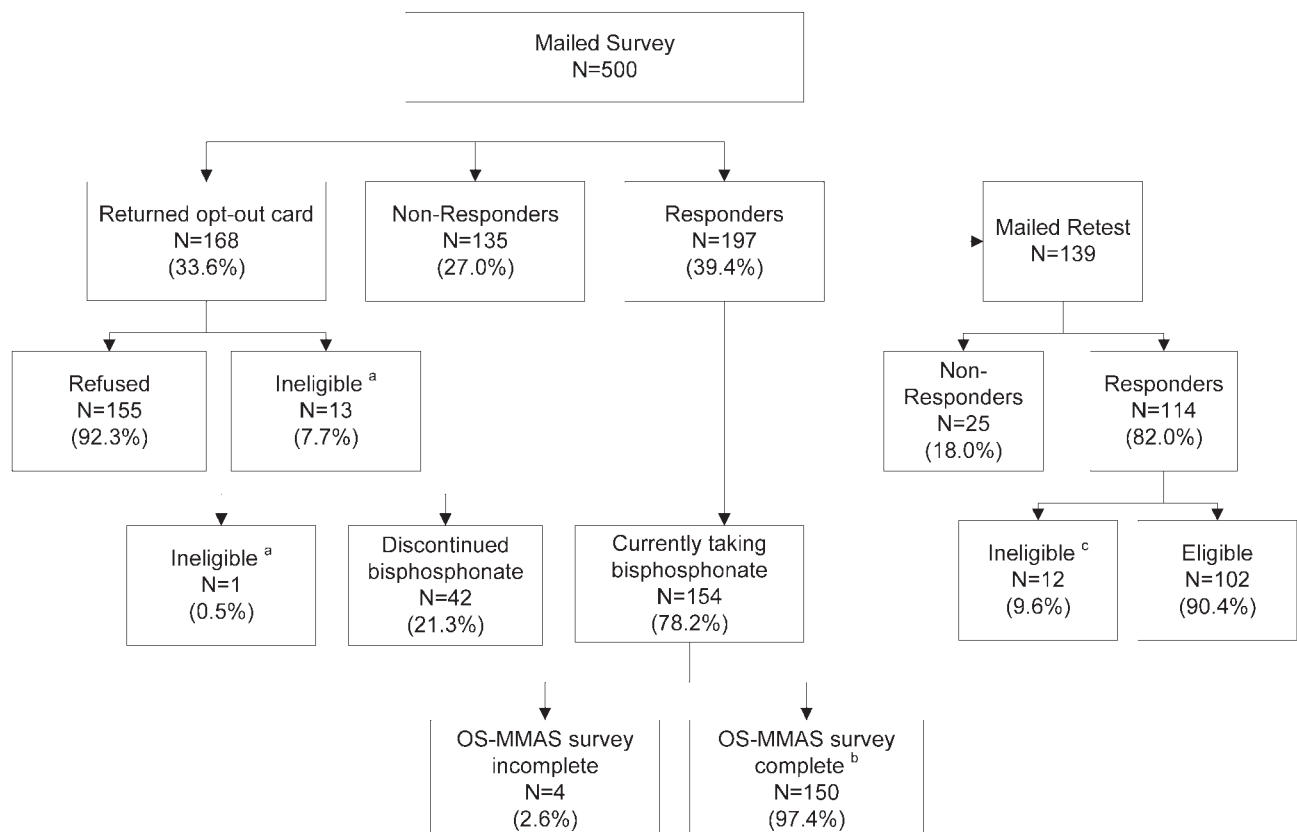 Mailed Survey
N=500
Returned opt-out card
N=168
(33.6%)
Non-Responders
N=135
(27.0%)
Responders
N=197
(39.4%)
Mailed Retest
N=139
Refused
N=155
(92.3%)
Ineligible a
N=13
(7.7%)
Non-
Responders
N=25
(18.0%)
Responders
N=114
(82.0%)
Ineligible a
N=1
(0.5%)
Discontinued
bisphosphonate
N=42
(21.3%)
Currently taking
bisphosphonate
N=154
(78.2%)
Ineligible c
N=12
(9.6%)
Eligible
N=102
(90.4%)
OS-MMAS survey
incomplete
N=4
(2.6%)
OS-MMAS survey
complete b
N=150
(97.4%)